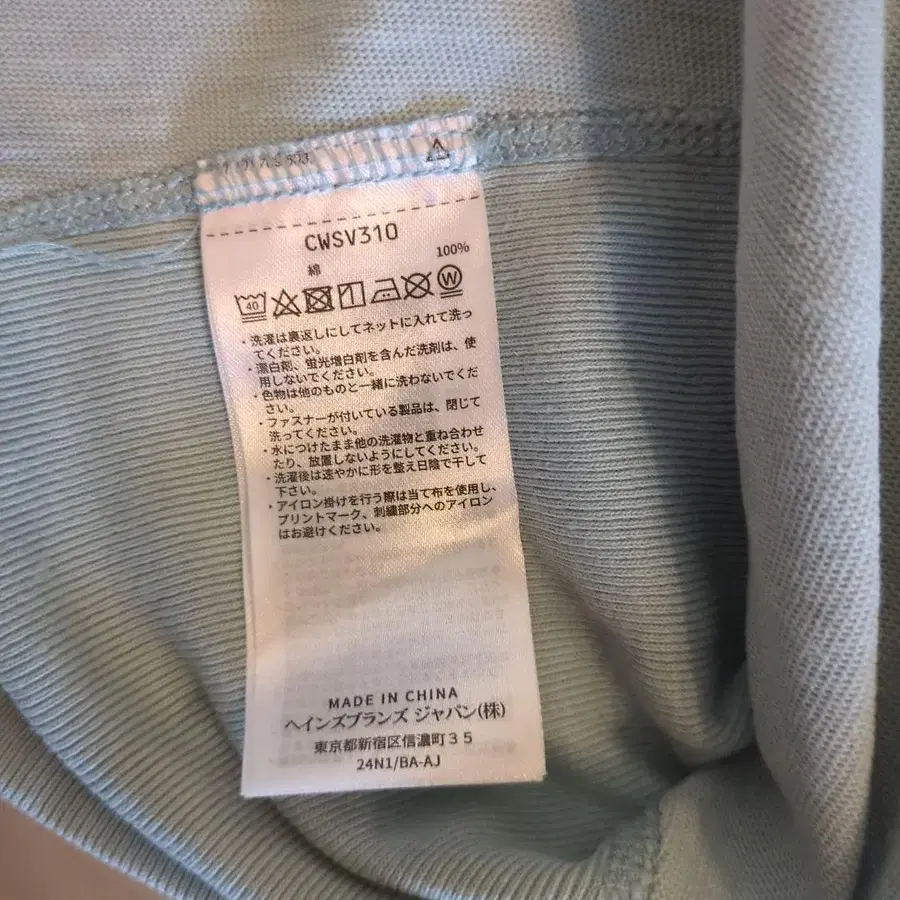 CWSV310
綿 100%
40 W
・洗濯は裏返しにしてネットに入れて洗っ
てください。
・漂白剤、蛍光増白剤を含んだ洗剤は、使
用しないでください。
・色物は他のものと一緒に洗わないでくだ
さい。
・ファスナーが付いている製品は、閉じて
洗ってください。
・水につけたまま他の洗濯物と重ね合わせ
たり、放置しないようにしてください。
・洗濯後は速やかに形を整え日陰で干して
下さい。
・アイロン掛けを行う際は当て布を使用し、
プリントマーク、刺繍部分へのアイロン
はお避けください。
MADE IN CHINA
ヘインズブランズ ジャパン(株)
東京都新宿区信濃町35
24N1/BA-AJ